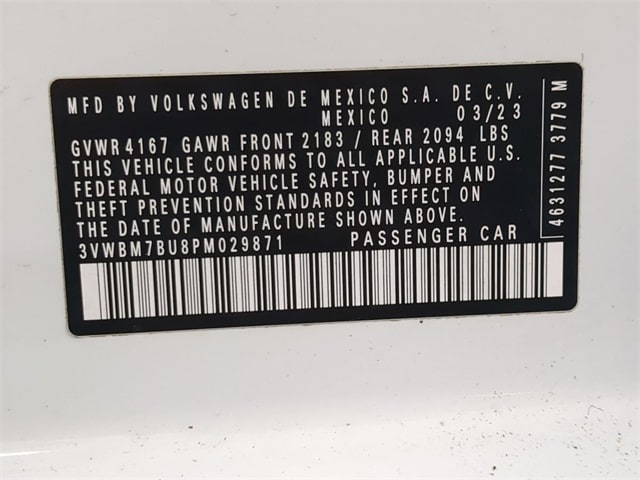 MFD BY VOLKSWAGEN DE MEXICO S.A. DE C.V.
MEXICO 03/23
GVWR 4167 GAWR FRONT 2183 / REAR 2094 LBS
THIS VEHICLE CONFORMS TO ALL APPLICABLE U.S.
FEDERAL MOTOR VEHICLE SAFETY, BUMPER AND
THEFT PREVENTION STANDARDS IN EFFECT ON
THE DATE OF MANUFACTURE SHOWN ABOVE.
3VWBM7BU8PM029871 PASSENGER CAR
4631277 3779 M